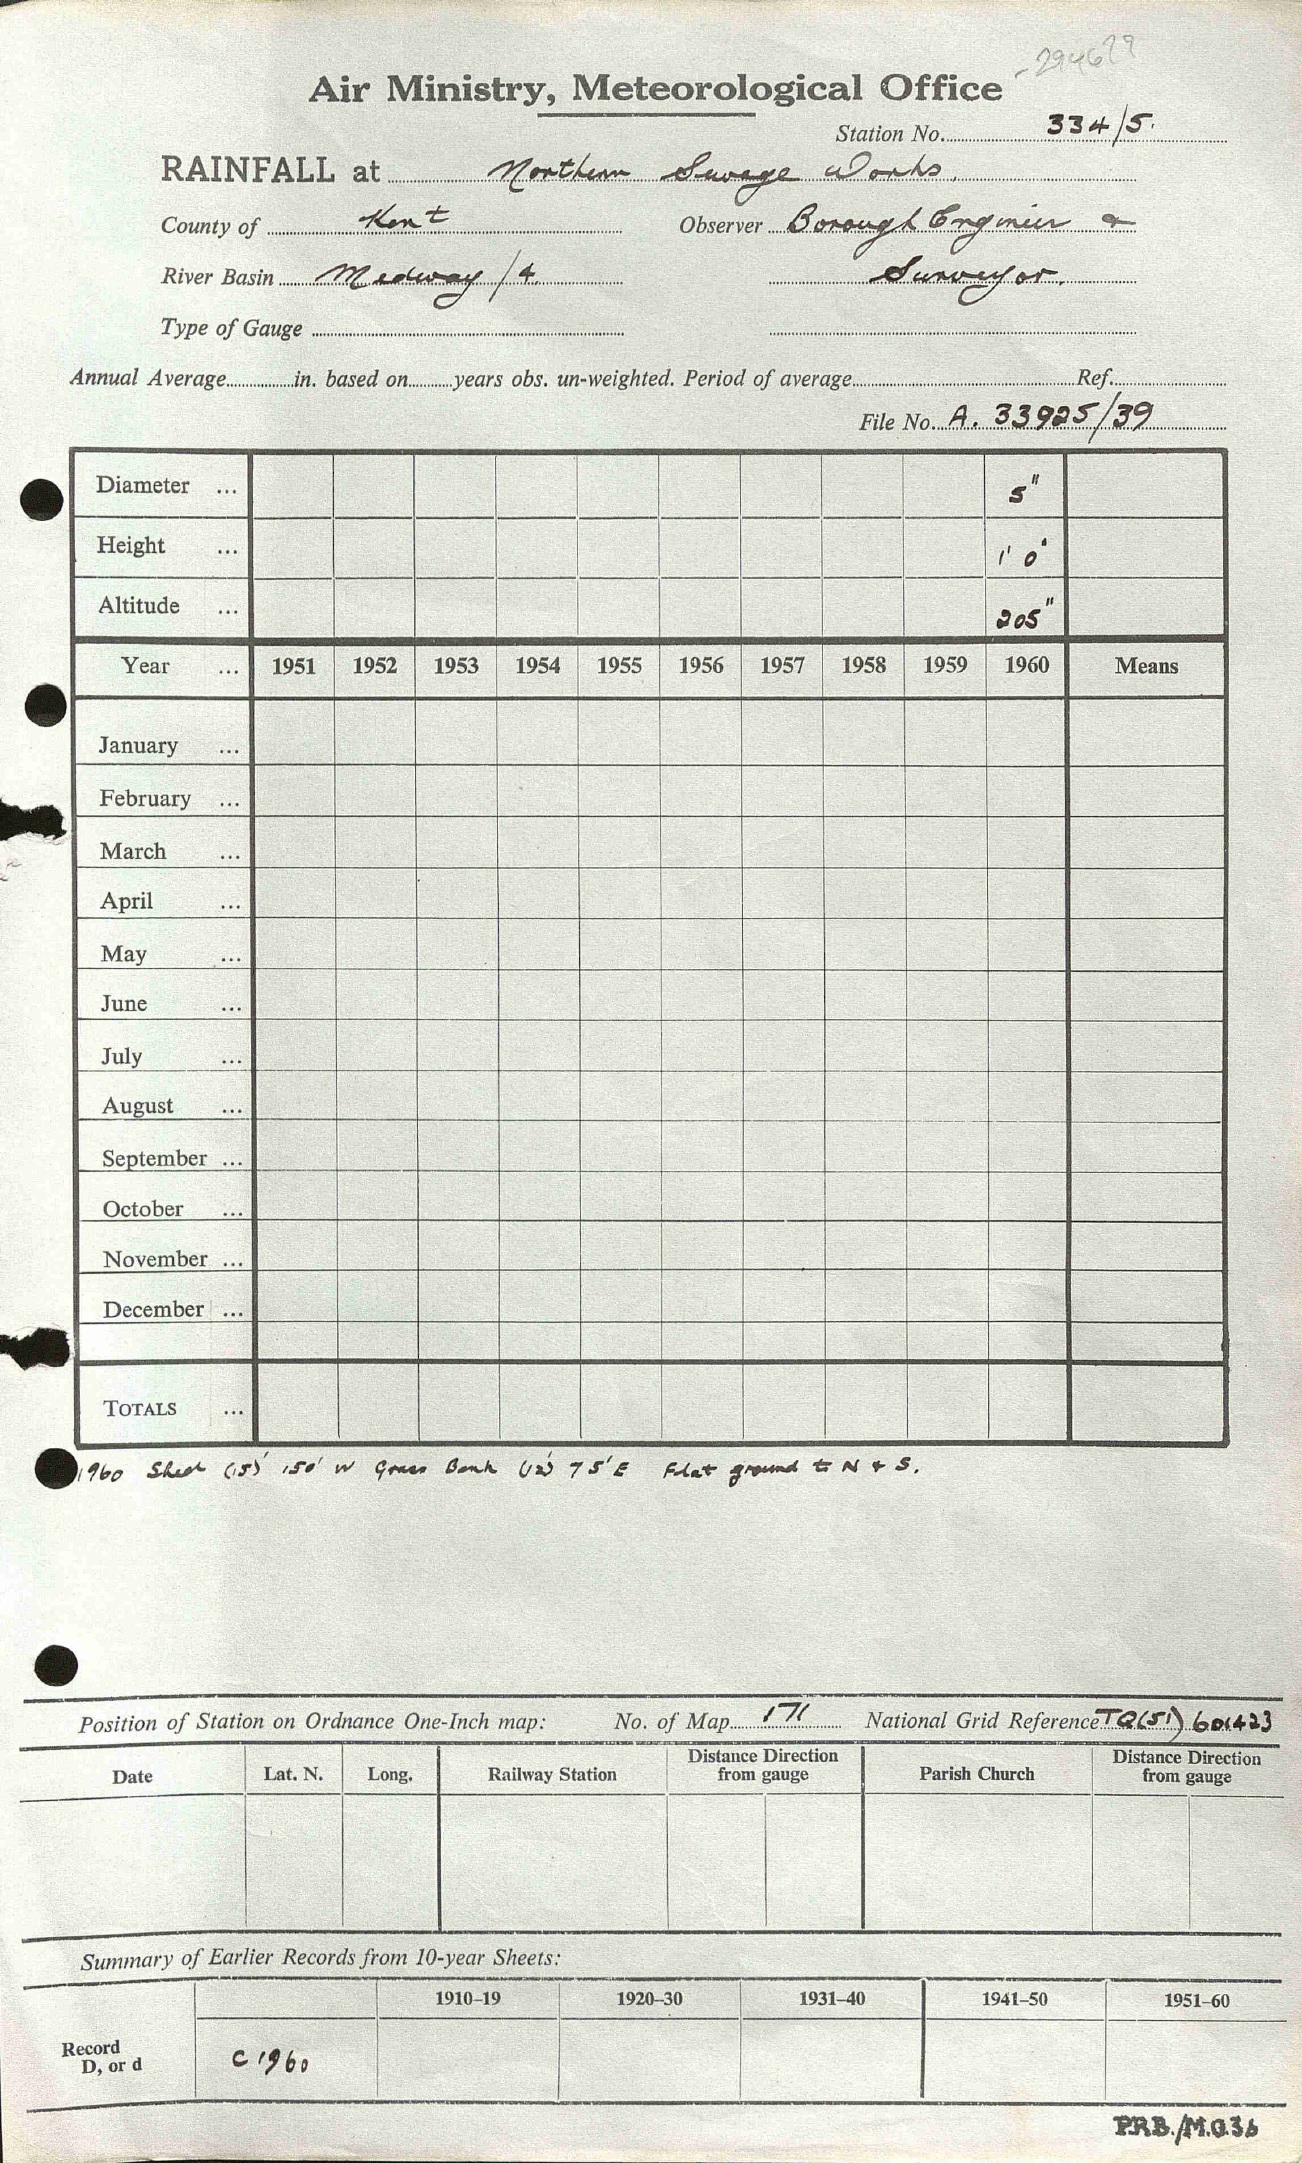 -294679
Air Ministry, Meteorological Office
Station No. 334/5.
RAINFALL at Northern Sewage Works.
County of Kent Observer Borough Engineer &
River Basin Medway/4. Surveyor.
Type of Gauge
Annual Average in. based on years obs. un-weighted. Period of average Ref.
File No. A. 33925/39
Diameter ... 5"
Height ... 1' 0"
Altitude ... 205"
Year ... 1951 1952 1953 1954 1955 1956 1957 1958 1959 1960 Means
January ...
February ...
March ...
April ...
May ...
June ...
July ...
August ...
September ...
October ...
November ...
December ...
TOTALS ...
1960 Shed (15)' 150' W Grass Bank (12') 75' E Flat ground to N & S.
Position of Station on Ordnance One-Inch map: No. of Map 171 National Grid Reference TQ(51) 601423
Date Lat. N. Long. Railway Station Distance Direction from gauge Parish Church Distance Direction from gauge
Summary of Earlier Records from 10-year Sheets:
1910–19 1920–30 1931–40 1941–50 1951–60
Record
D, or d C1960
P.R.B./M.O.36